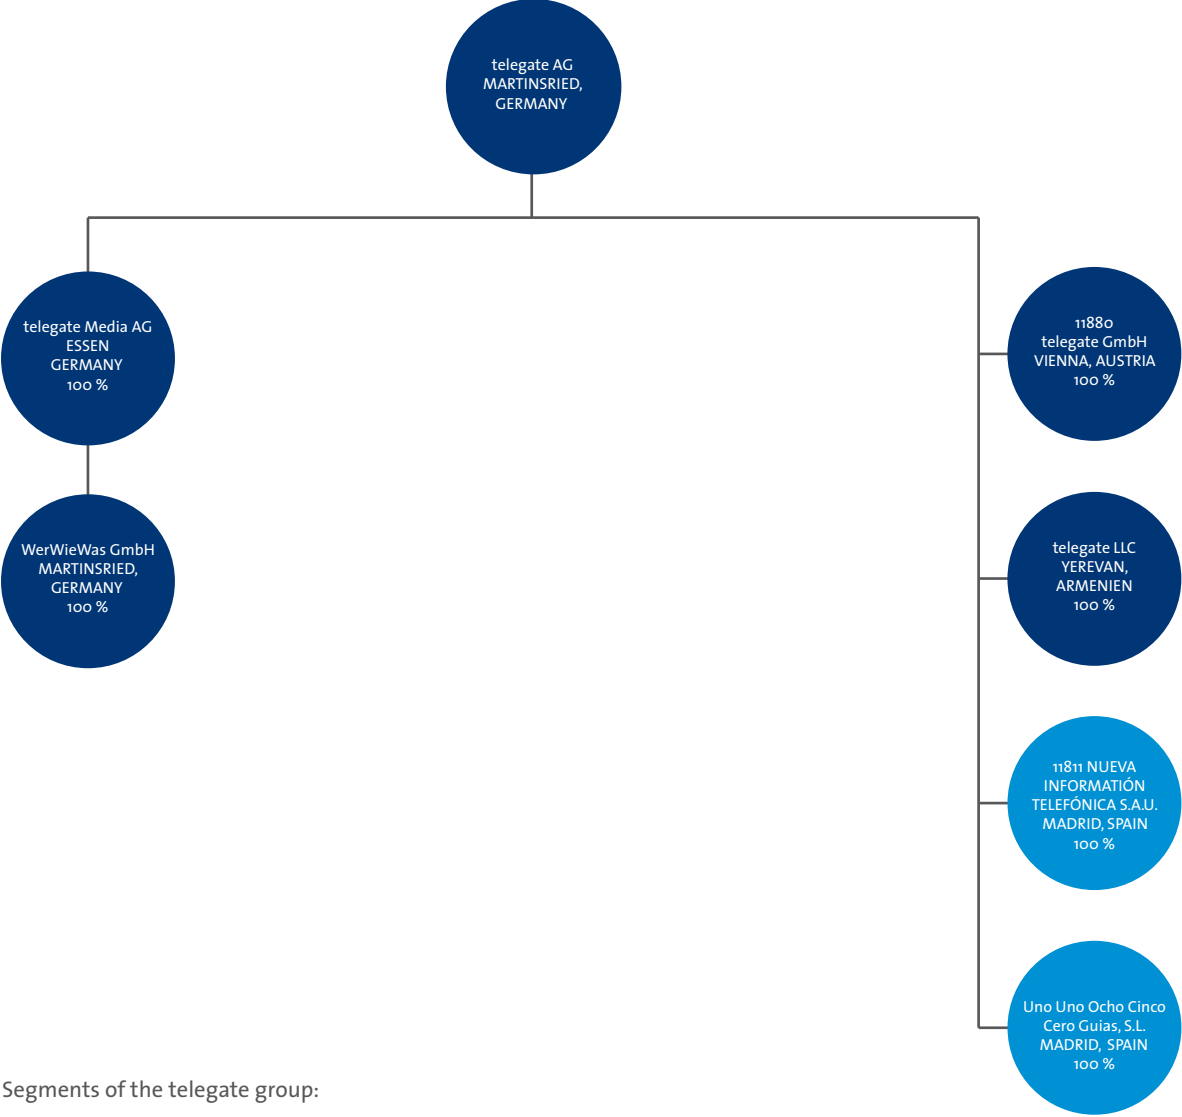 telegate AG
MARTINSRIED,
GERMANY
telegate Media AG
ESSEN
GERMANY
100 %
WerWieWas GmbH
MARTINSRIED,
GERMANY
100 %
11880
telegate GmbH
VIENNA, AUSTRIA
100 %
telegate LLC
YEREVAN,
ARMENIEN
100 %
11811 NUEVA
INFORMATIÓN
TELEFÓNICA S.A.U.
MADRID, SPAIN
100 %
Uno Uno Ocho Cinco
Cero Guias, S.L.
MADRID, SPAIN
100 %
Segments of the telegate group: